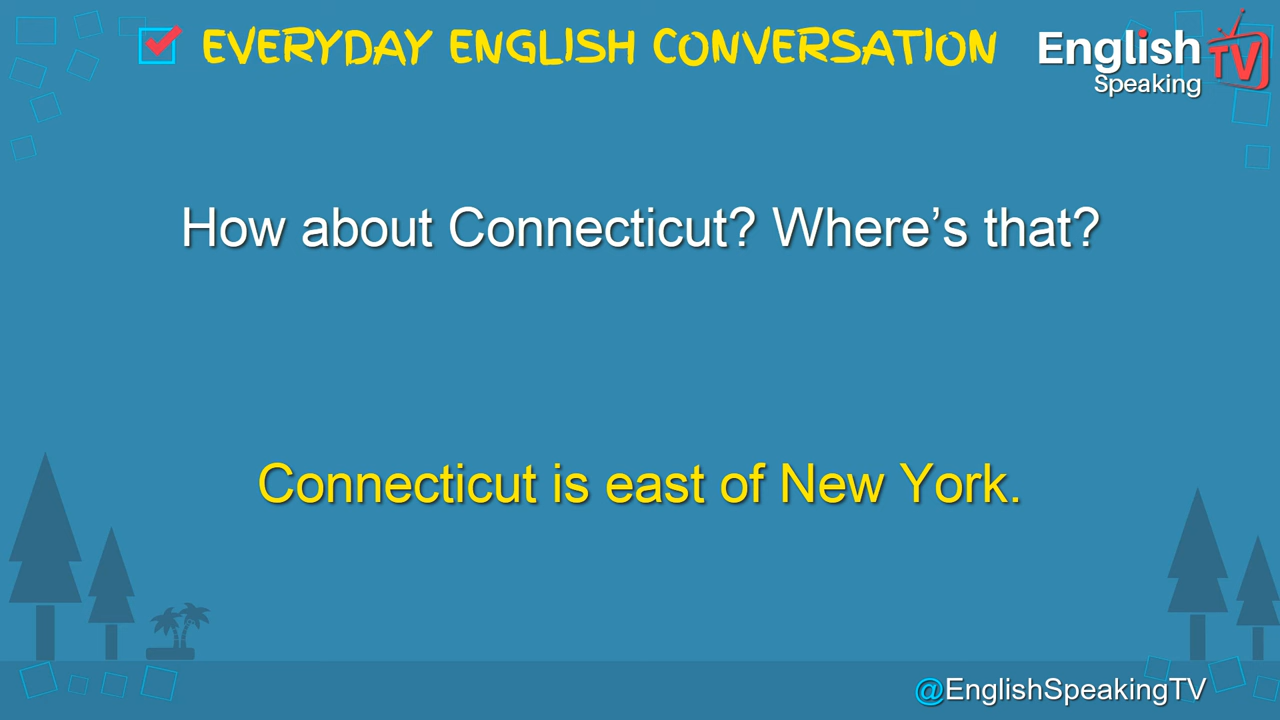 EVERYDAY ENGLISH CONVERSATION
English
Speaking
TV
How about Connecticut? Where’s that?
Connecticut is east of New York.
@EnglishSpeakingTV